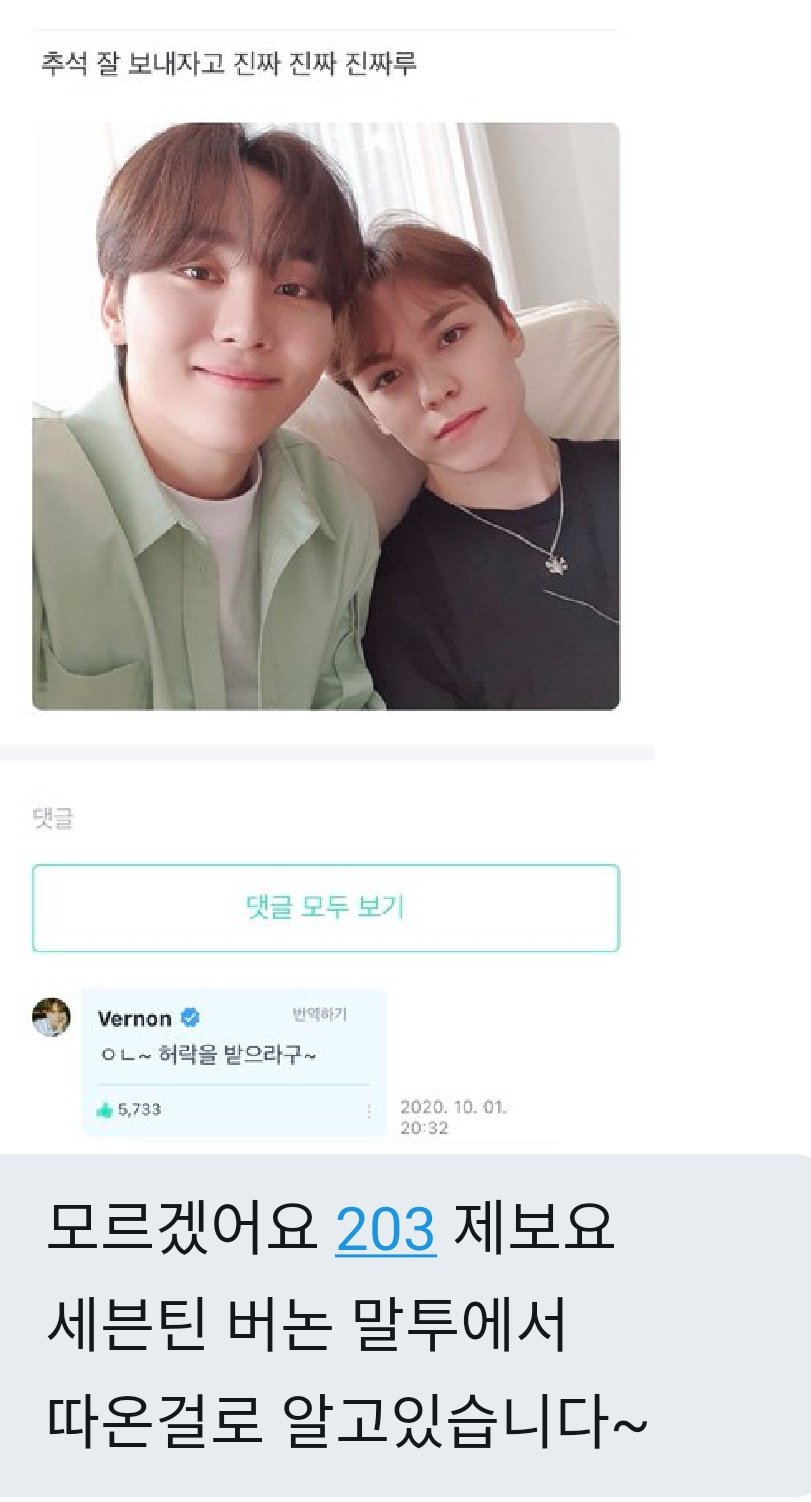 추석 잘 보내자고 진짜 진짜 진짜루
댓글
댓글 모두 보기
Vernon 번역하기
ㅇㄴ~ 허락을 받으라구~
5,733
2020. 10. 01.
20:32
모르겠어요 203 제보요
세븐틴 버논 말투에서
따온걸로 알고있습니다~